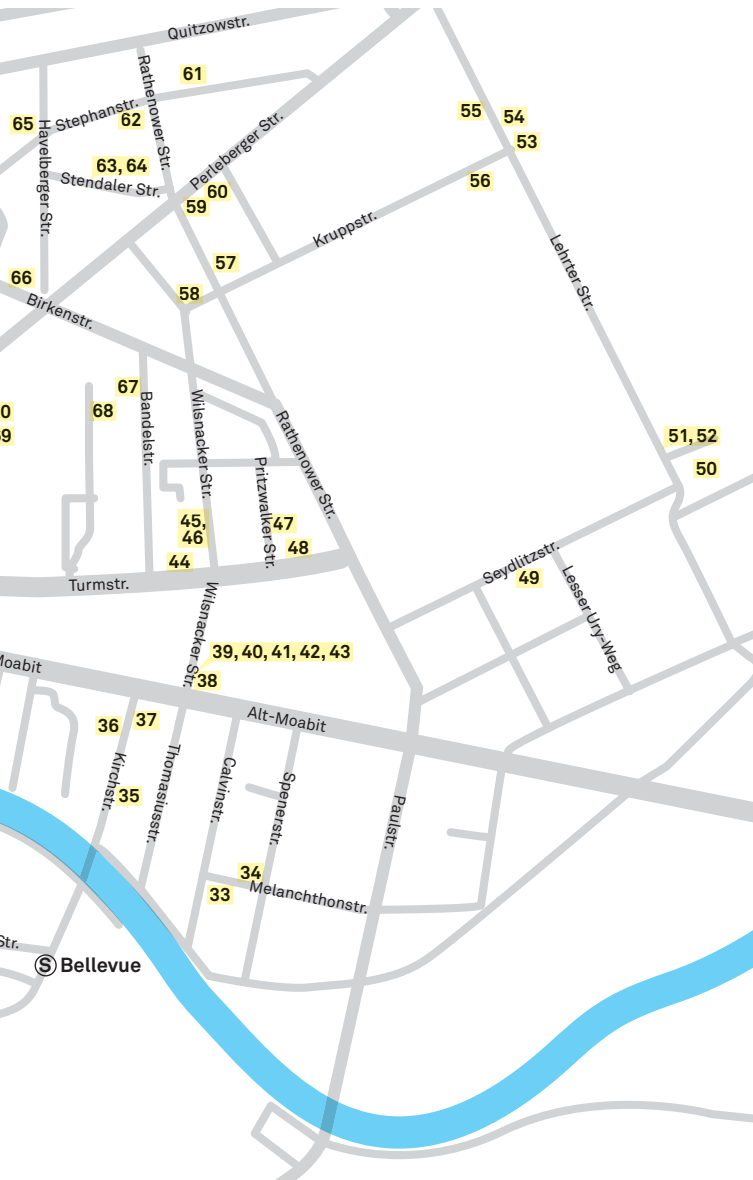 Quitzowstr.
Rathenower Str.
61
Stephanstr.
62
65
Havelberger Str.
63, 64
Stendaler Str.
Perleberger Str.
60
59
55
54
53
56
Kruppstr.
Lehrter Str.
57
58
66
Birkenstr.
67
68
Bandelstr.
Wilsnacker Str.
Rathenower Str.
Pritzwalker Str.
51, 52
50
45,
46
47
48
44
Turmstr.
Seydlitzstr.
49
Lesser Ury-Weg
Wilsnacker Str.
39, 40, 41, 42, 43
38
Moabit
Alt-Moabit
36
37
Kirchstr.
35
Thomasiusstr.
Calvinstr.
Spenerstr.
Paulstr.
34
33
Melanchthonstr.
Str.
S Bellevue